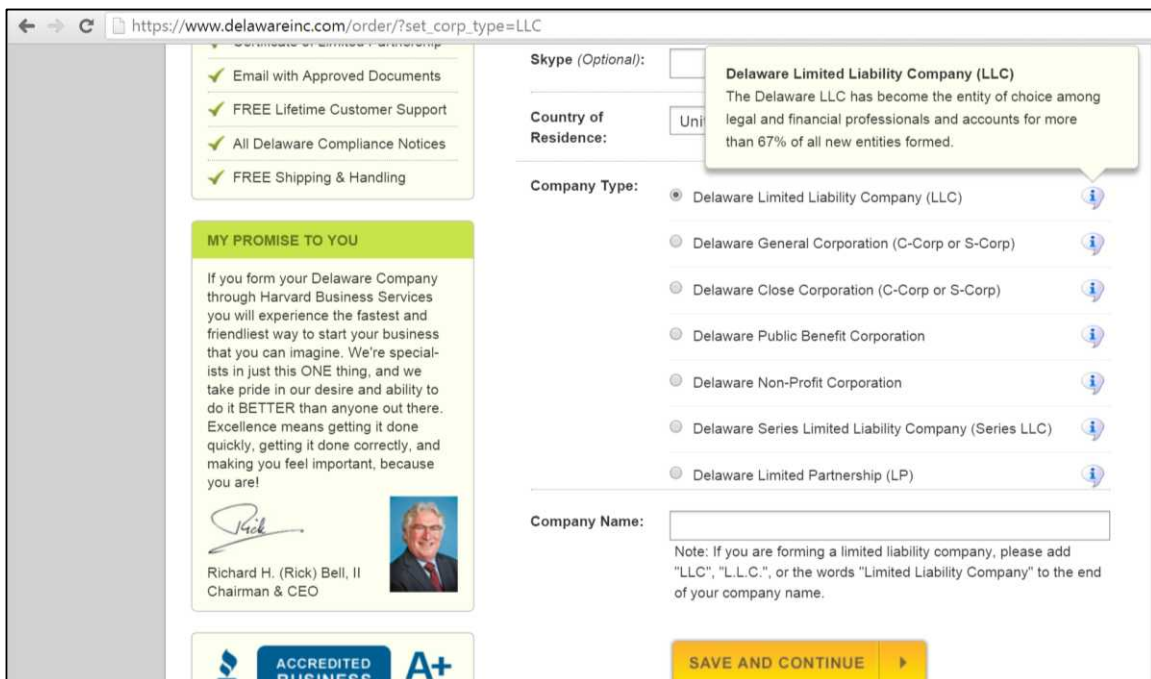 https://www.delawareinc.com/order/?set_corp_type=LLC
Certificate of Limited Partnership
Email with Approved Documents
FREE Lifetime Customer Support
All Delaware Compliance Notices
FREE Shipping & Handling
MY PROMISE TO YOU
If you form your Delaware Company
through Harvard Business Services
you will experience the fastest and
friendliest way to start your business
that you can imagine. We're special-
ists in just this ONE thing, and we
take pride in our desire and ability to
do it BETTER than anyone out there.
Excellence means getting it done
quickly, getting it done correctly, and
making you feel important, because
you are!
Rick
Richard H. (Rick) Bell, II
Chairman & CEO
ACCREDITED
BUSINESS
A+
Skype (Optional):
Delaware Limited Liability Company (LLC)
The Delaware LLC has become the entity of choice among
legal and financial professionals and accounts for more
than 67% of all new entities formed.
Country of
Residence:
Uni
Company Type:
Delaware Limited Liability Company (LLC)
Delaware General Corporation (C-Corp or S-Corp)
Delaware Close Corporation (C-Corp or S-Corp)
Delaware Public Benefit Corporation
Delaware Non-Profit Corporation
Delaware Series Limited Liability Company (Series LLC)
Delaware Limited Partnership (LP)
Company Name:
Note: If you are forming a limited liability company, please add
"LLC", "L.L.C.", or the words "Limited Liability Company" to the end
of your company name.
SAVE AND CONTINUE